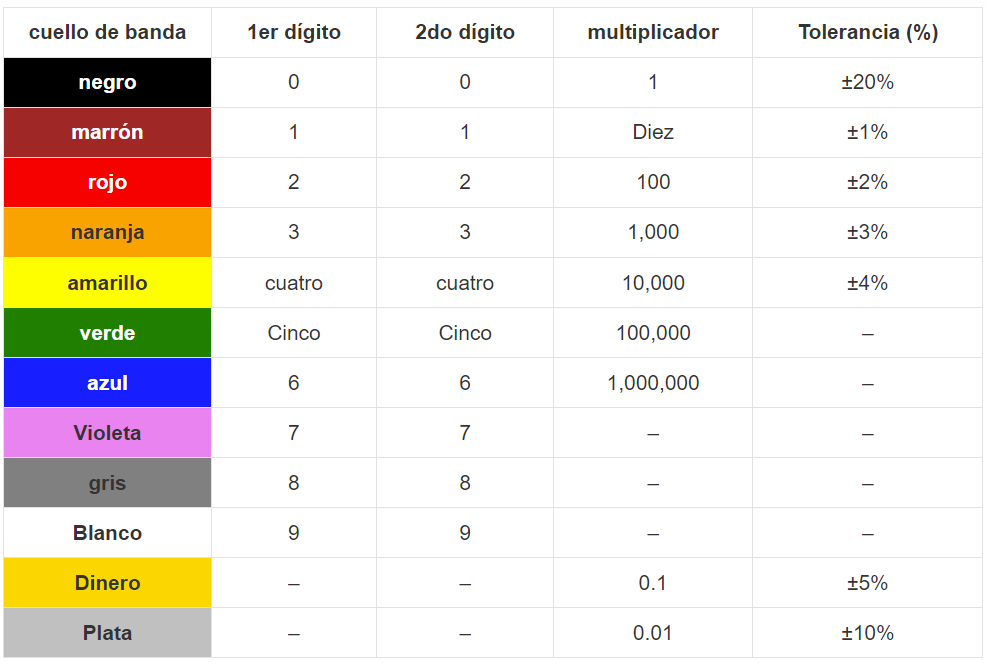 cuello de banda 1er dígito 2do dígito multiplicador Tolerancia (%)
negro 0 0 1 ±20%
marrón 1 1 Diez ±1%
rojo 2 2 100 ±2%
naranja 3 3 1,000 ±3%
amarillo cuatro cuatro 10,000 ±4%
verde Cinco Cinco 100,000 –
azul 6 6 1,000,000 –
Violeta 7 7 – –
gris 8 8 – –
Blanco 9 9 – –
Dinero – – 0.1 ±5%
Plata – – 0.01 ±10%